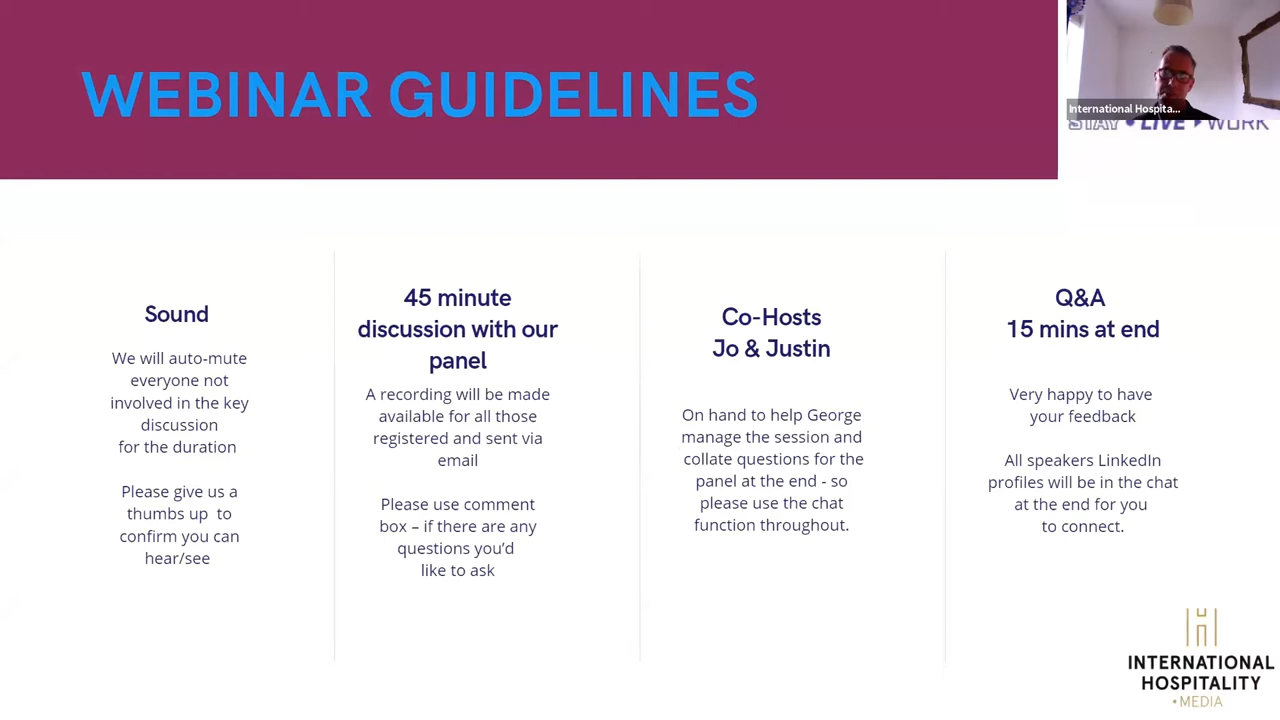 WEBINAR GUIDELINES
International Hospita...
STAY • LIVE • WORK
Sound
We will auto-mute
everyone not
involved in the key
discussion
for the duration
Please give us a
thumbs up to
confirm you can
hear/see
45 minute
discussion with our
panel
A recording will be made
available for all those
registered and sent via
email
Please use comment
box – if there are any
questions you'd
like to ask
Co-Hosts
Jo & Justin
On hand to help George
manage the session and
collate questions for the
panel at the end - so
please use the chat
function throughout.
Q&A
15 mins at end
Very happy to have
your feedback
All speakers LinkedIn
profiles will be in the chat
at the end for you
to connect.
INTERNATIONAL
HOSPITALITY
•MEDIA